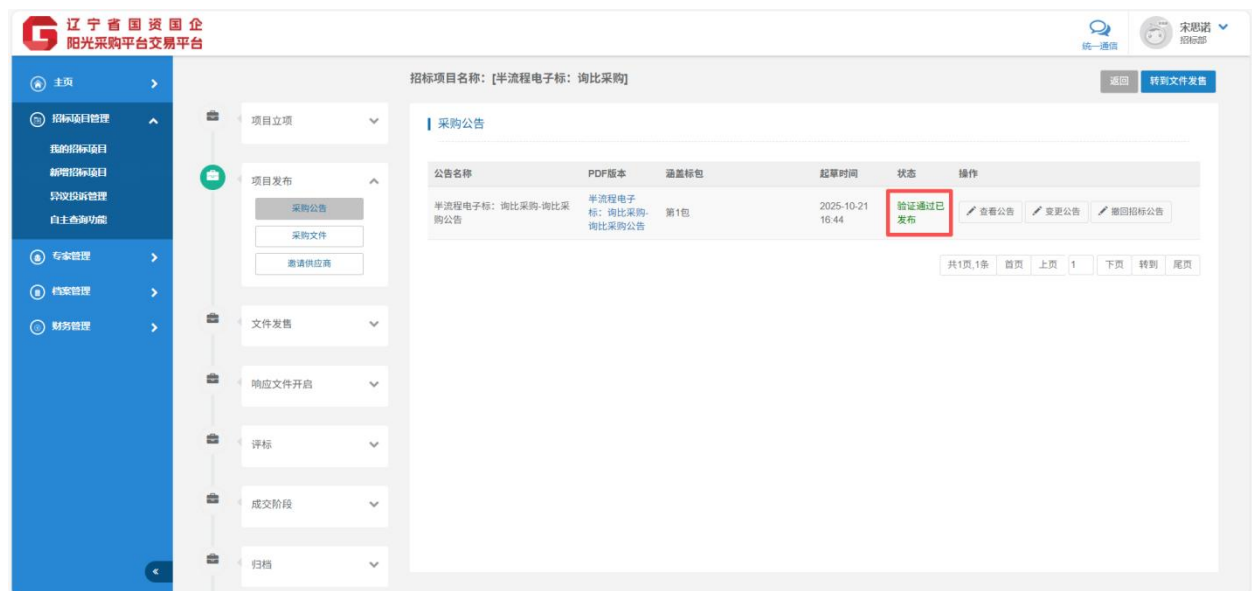 辽宁省国资国企
阳光采购平台交易平台
统一通信
宋思诺
招标部
主页
招标项目管理
我的招标项目
新增招标项目
异议投诉管理
自主查询功能
专家管理
档案管理
财务管理
招标项目名称：[半流程电子标：询比采购]
返回
转到文件发售
项目立项
项目发布
采购公告
采购文件
邀请供应商
文件发售
响应文件开启
评标
成交阶段
归档
采购公告
公告名称 PDF版本 涵盖标包 起草时间 状态 操作
半流程电子标：询比采购-询比采
购公告
半流程电子
标：询比采购-
询比采购公告
第1包
2025-10-21
16:44
验证通过已
发布
查看公告
变更公告
撤回招标公告
共1页,1条 首页 上页 1 下页 转到 尾页